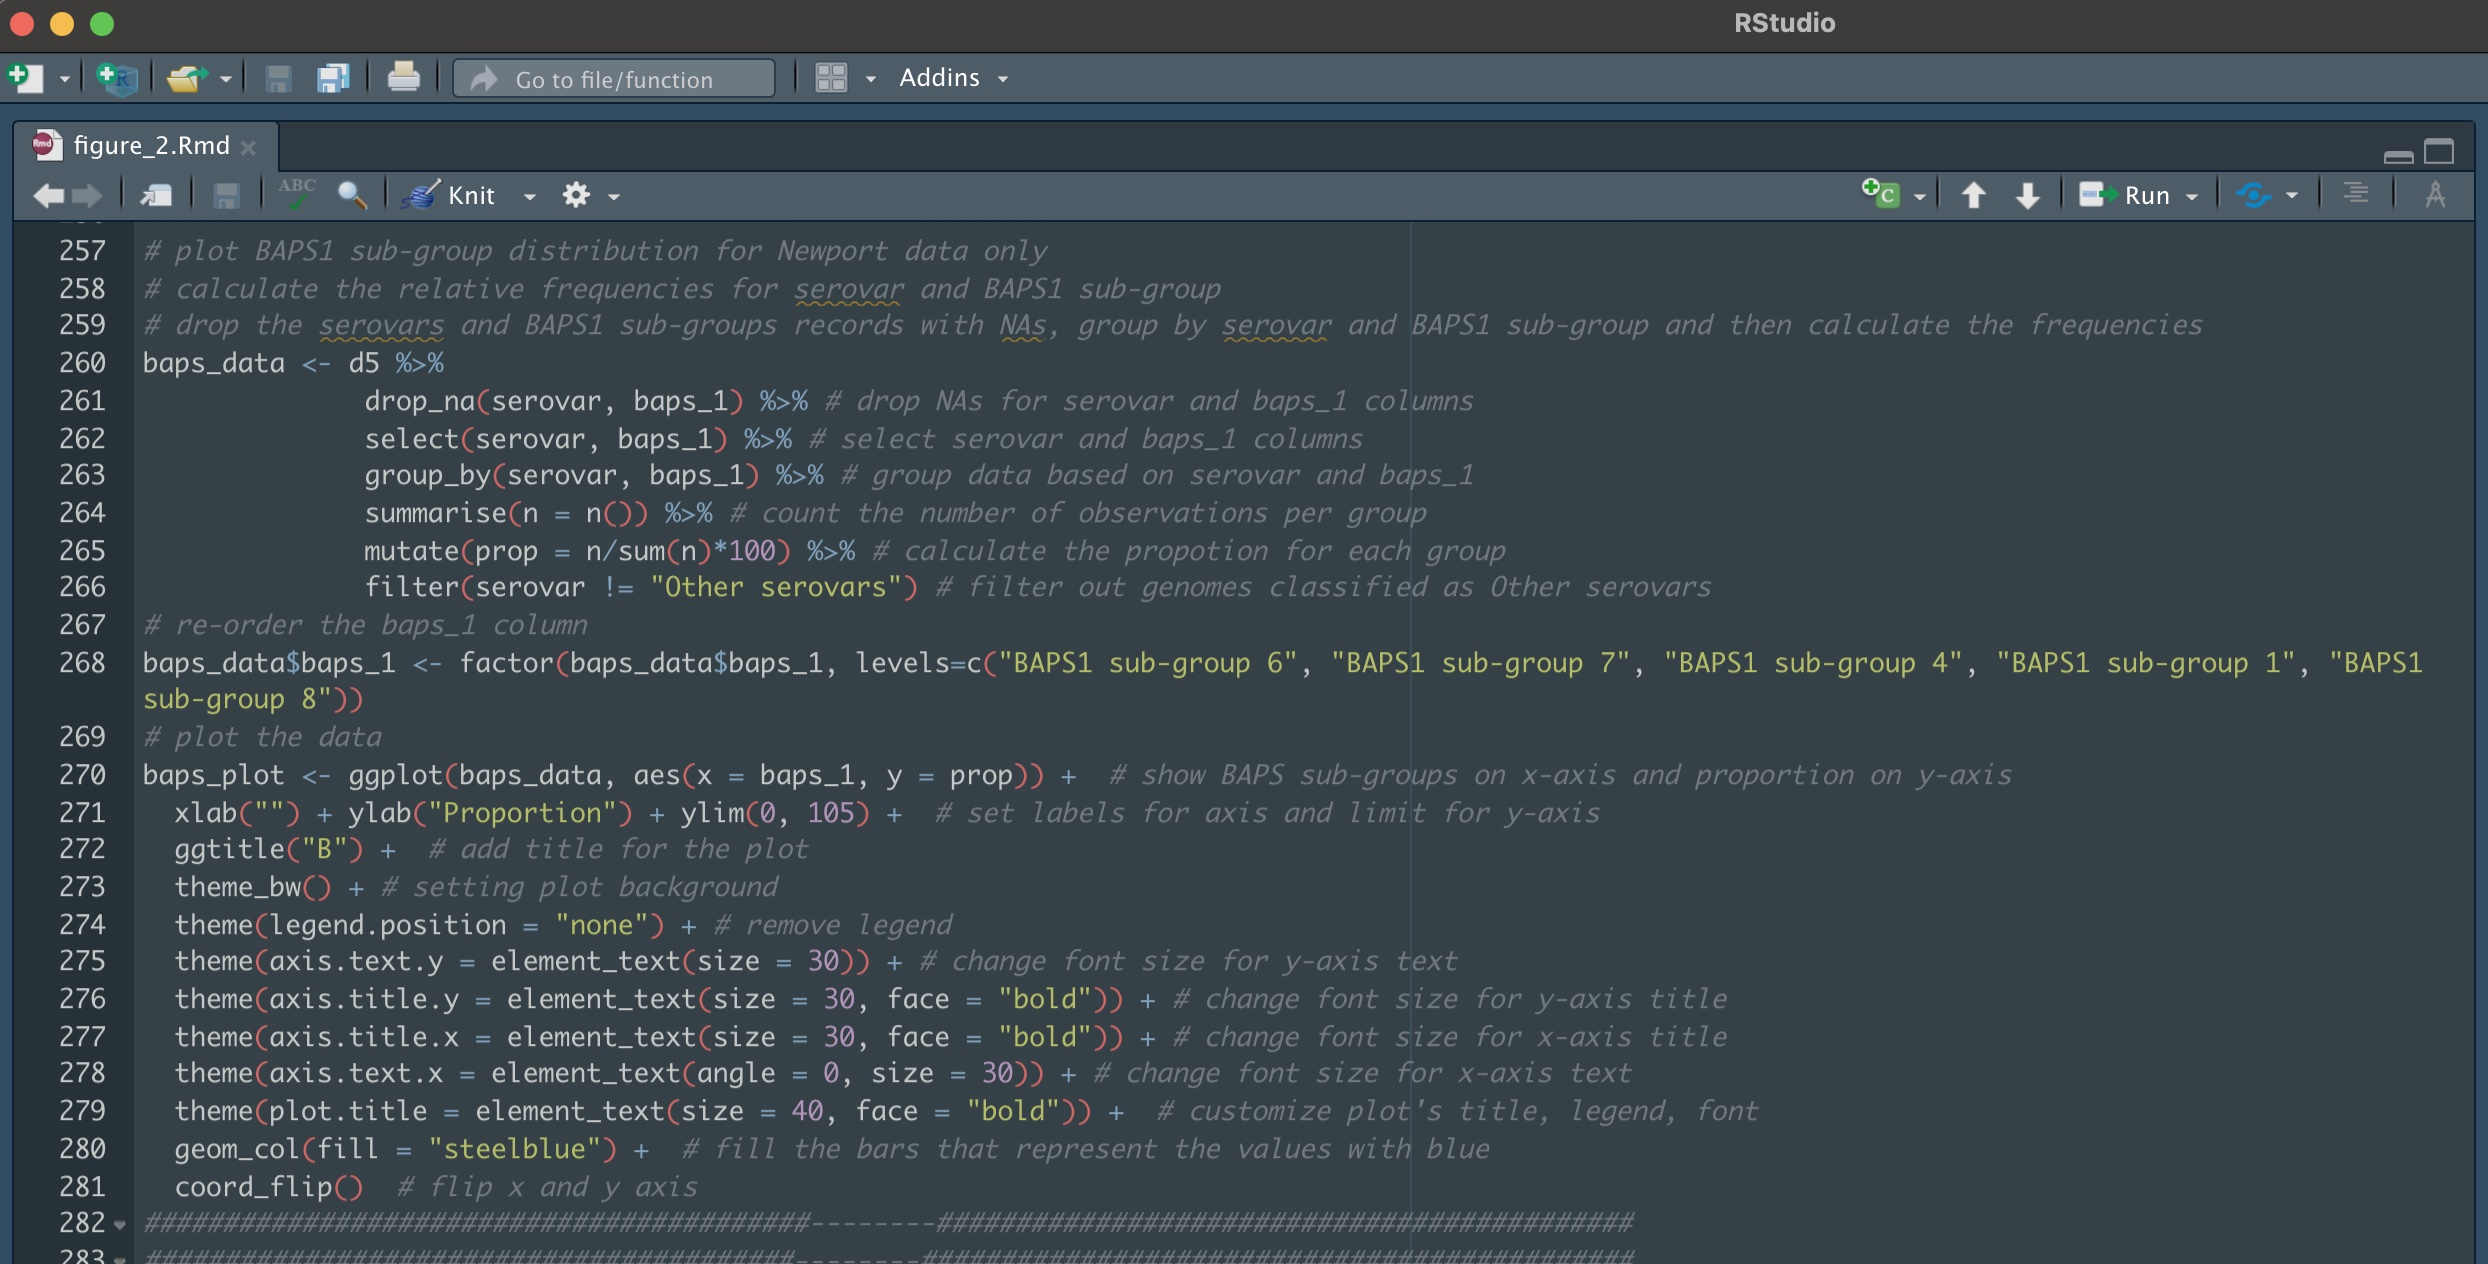 RStudio
Go to file/function Addins
figure_2.Rmd
ABC Knit Run
257 # plot BAPS1 sub-group distribution for Newport data only
258 # calculate the relative frequencies for serovar and BAPS1 sub-group
259 # drop the serovars and BAPS1 sub-groups records with NAs, group by serovar and BAPS1 sub-group and then calculate the frequencies
260 baps_data <- d5 %>%
261 drop_na(serovar, baps_1) %>% # drop NAs for serovar and baps_1 columns
262 select(serovar, baps_1) %>% # select serovar and baps_1 columns
263 group_by(serovar, baps_1) %>% # group data based on serovar and baps_1
264 summarise(n = n()) %>% # count the number of observations per group
265 mutate(prop = n/sum(n)*100) %>% # calculate the propotion for each group
266 filter(serovar != "Other serovars") # filter out genomes classified as Other serovars
267 # re-order the baps_1 column
268 baps_data$baps_1 <- factor(baps_data$baps_1, levels=c("BAPS1 sub-group 6", "BAPS1 sub-group 7", "BAPS1 sub-group 4", "BAPS1 sub-group 1", "BAPS1
sub-group 8"))
269 # plot the data
270 baps_plot <- ggplot(baps_data, aes(x = baps_1, y = prop)) + # show BAPS sub-groups on x-axis and proportion on y-axis
271 xlab("") + ylab("Proportion") + ylim(0, 105) + # set labels for axis and limit for y-axis
272 ggtitle("B") + # add title for the plot
273 theme_bw() + # setting plot background
274 theme(legend.position = "none") + # remove legend
275 theme(axis.text.y = element_text(size = 30)) + # change font size for y-axis text
276 theme(axis.title.y = element_text(size = 30, face = "bold")) + # change font size for y-axis title
277 theme(axis.title.x = element_text(size = 30, face = "bold")) + # change font size for x-axis title
278 theme(axis.text.x = element_text(angle = 0, size = 30)) + # change font size for x-axis text
279 theme(plot.title = element_text(size = 40, face = "bold")) + # customize plot's title, legend, font
280 geom_col(fill = "steelblue") + # fill the bars that represent the values with blue
281 coord_flip() # flip x and y axis
282 ##########################################--------############################################
283 #########################################--------#############################################